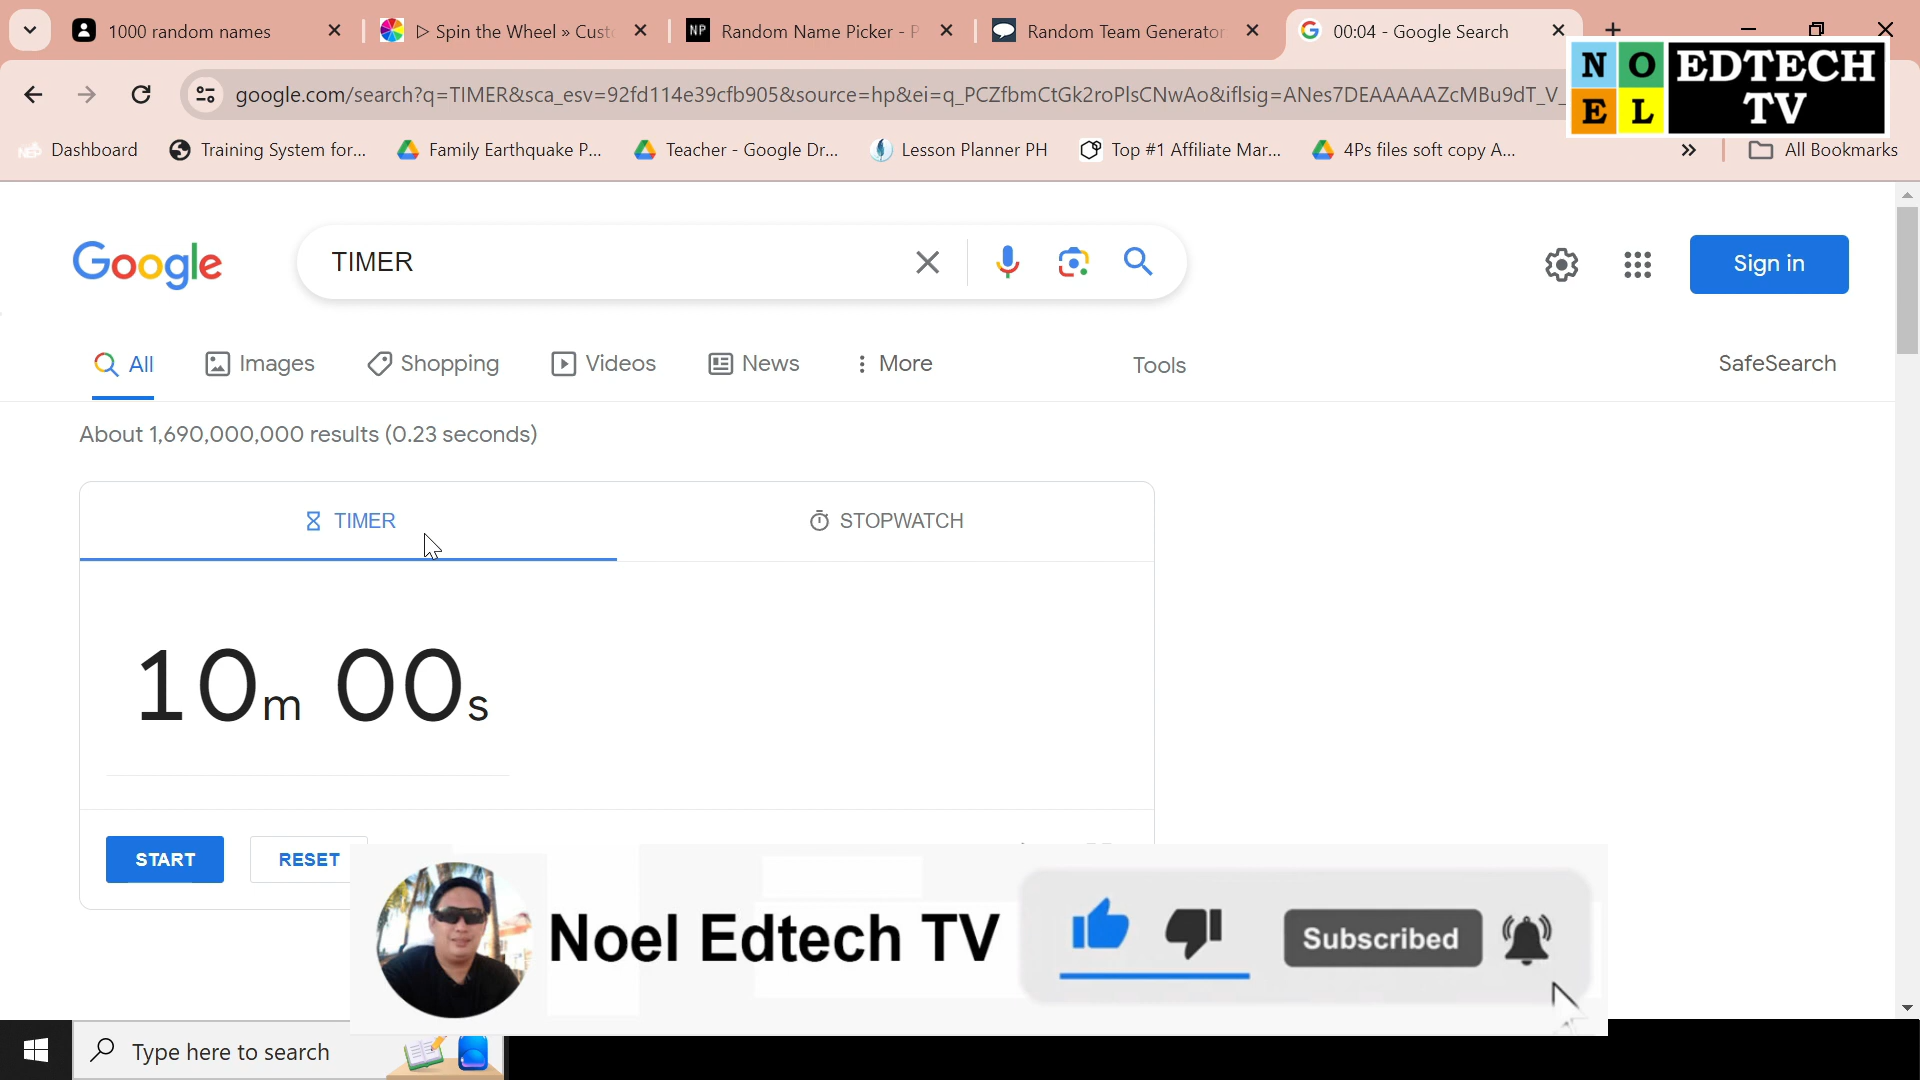 1000 random names
▷ Spin the Wheel » Cust
NP
Random Name Picker - P
Random Team Generator
00:04 - Google Search
google.com/search?q=TIMER&sca_esv=92fd114e39cfb905&source=hp&ei=q_PCZfbmCtGk2roPlsCNwAo&iflsig=ANes7DEAAAAAZcMBu9dT_V_
N O
E L
EDTECH
TV
Dashboard
Training System for...
Family Earthquake P...
Teacher - Google Dr...
Lesson Planner PH
Top #1 Affiliate Mar...
4Ps files soft copy A...
»
All Bookmarks
Google
TIMER
Sign in
All
Images
Shopping
Videos
News
More
Tools
SafeSearch
About 1,690,000,000 results (0.23 seconds)
TIMER
STOPWATCH
10m 00s
START
RESET
Noel Edtech TV
Subscribed
Type here to search